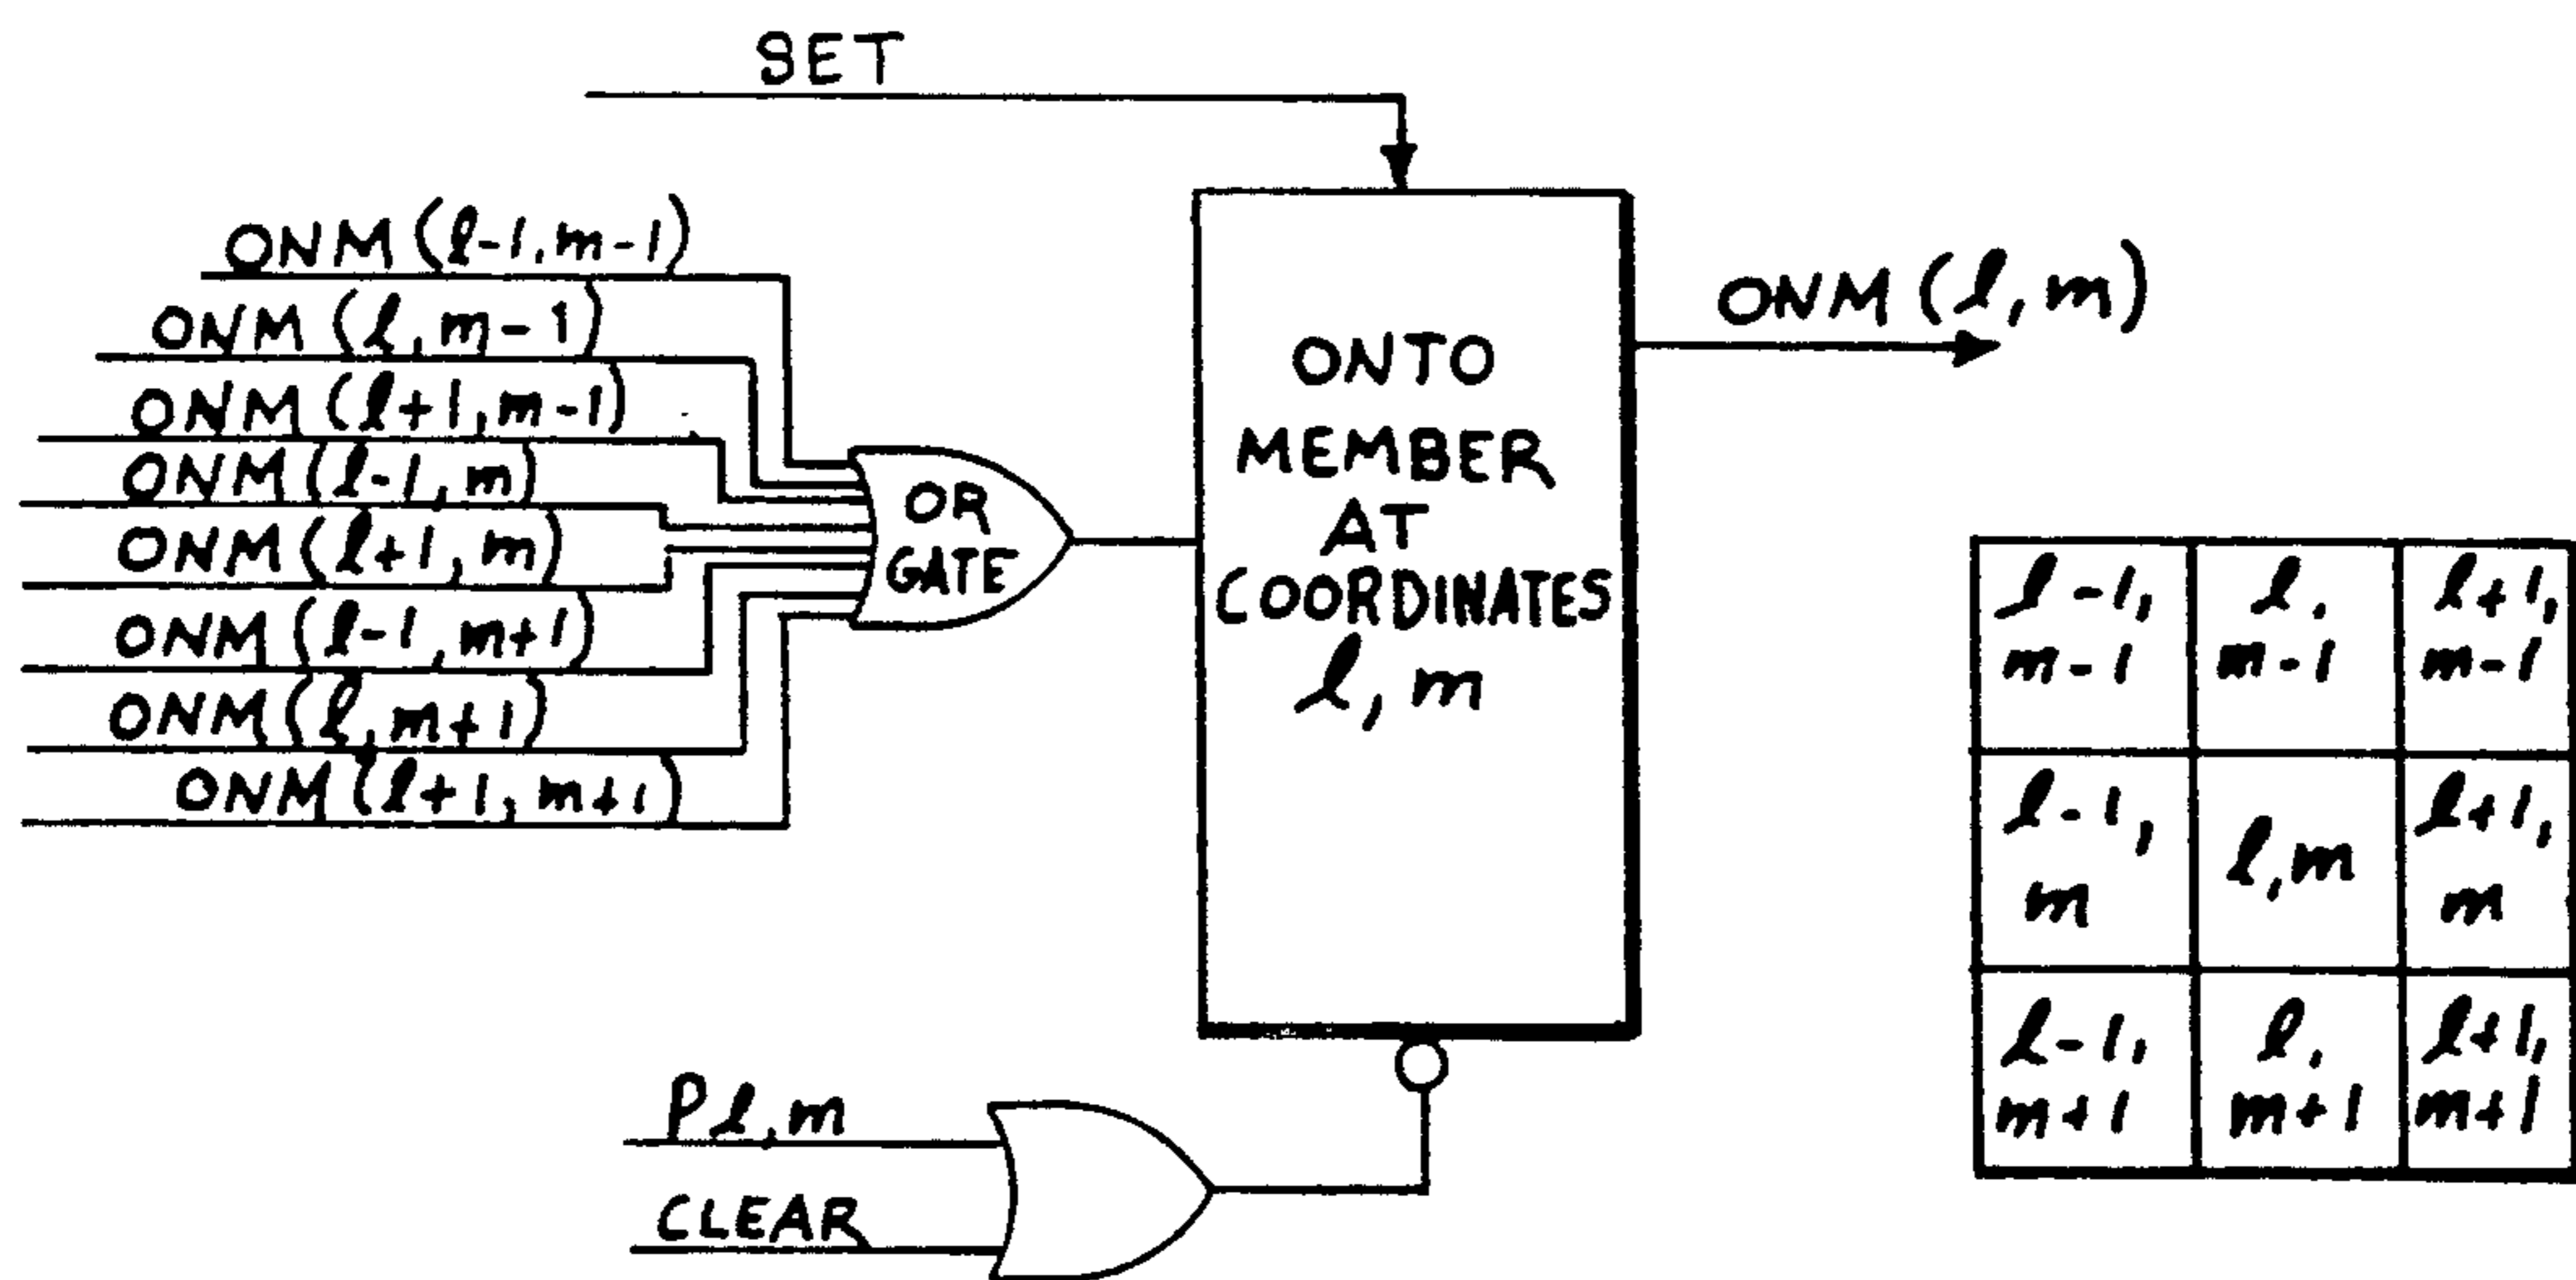 SET
ONM (l-1, m-1)
ONM (l, m-1)
ONM (l+1, m-1)
ONM (l-1, m)
ONM (l+1, m)
ONM (l-1, m+1)
ONM (l, m+1)
ONM (l+1, m+1)
OR
GATE
ONTO
MEMBER
AT
COORDINATES
l, m
ONM (l, m)
Pl,m
CLEAR
l-1, l, l+1,
m-1 m-1 m-1
l-1, l,m l+1,
m m
l-1, l, l+1,
m+1 m+1 m+1